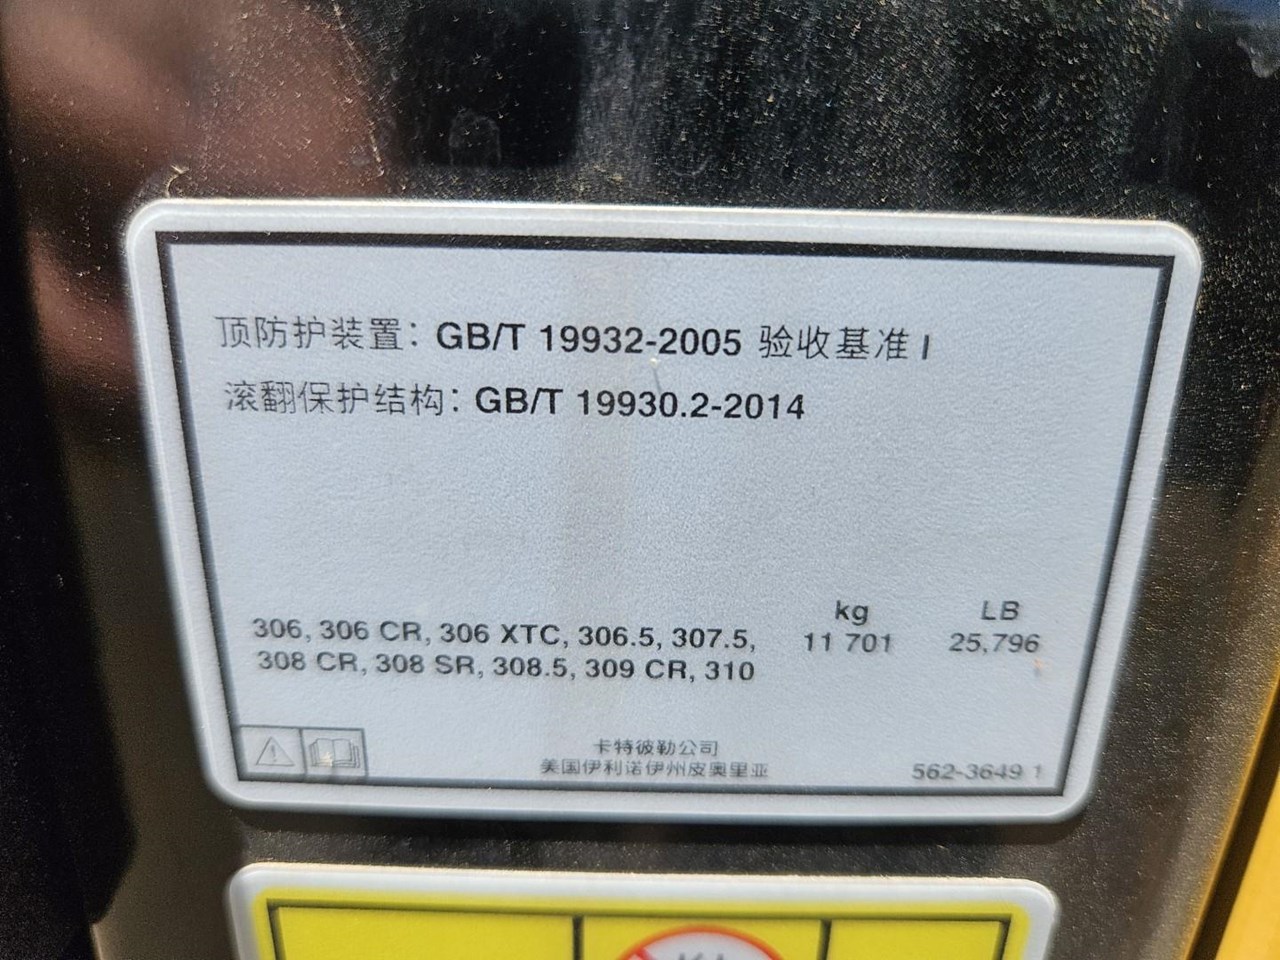 顶防护装置: GB/T 19932-2005 验收基准 I
滚翻保护结构: GB/T 19930.2-2014
kg LB
306, 306 CR, 306 XTC, 306.5, 307.5, 11 701 25,796
308 CR, 308 SR, 308.5, 309 CR, 310
卡特彼勒公司
美国伊利诺伊州皮奥里亚
562-3649 1